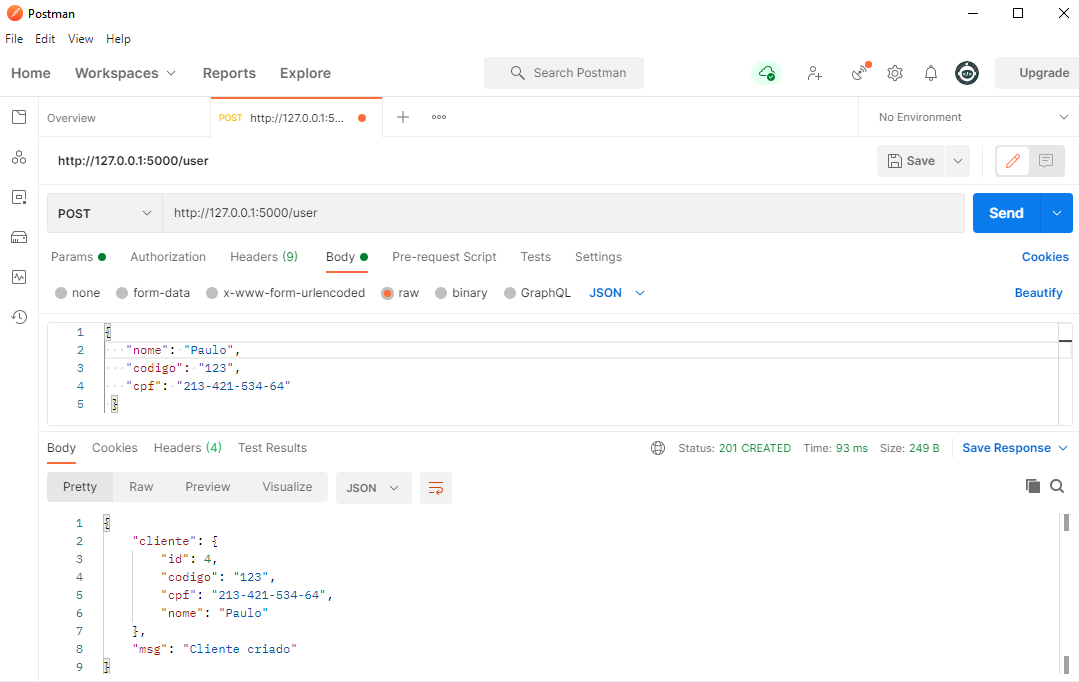 Postman
File Edit View Help
Home Workspaces Reports Explore Search Postman Upgrade
Overview POST http://127.0.0.1:5... ooo No Environment
http://127.0.0.1:5000/user Save
POST http://127.0.0.1:5000/user Send
Params Authorization Headers (9) Body Pre-request Script Tests Settings Cookies
none form-data x-www-form-urlencoded raw binary GraphQL JSON Beautify
1 {
2 "nome": "Paulo",
3 "codigo": "123",
4 "cpf": "213-421-534-64"
5 }
Body Cookies Headers (4) Test Results Status: 201 CREATED Time: 93 ms Size: 249 B Save Response
Pretty Raw Preview Visualize JSON
1 {
2 "cliente": {
3 "id": 4,
4 "codigo": "123",
5 "cpf": "213-421-534-64",
6 "nome": "Paulo"
7 },
8 "msg": "Cliente criado"
9 }